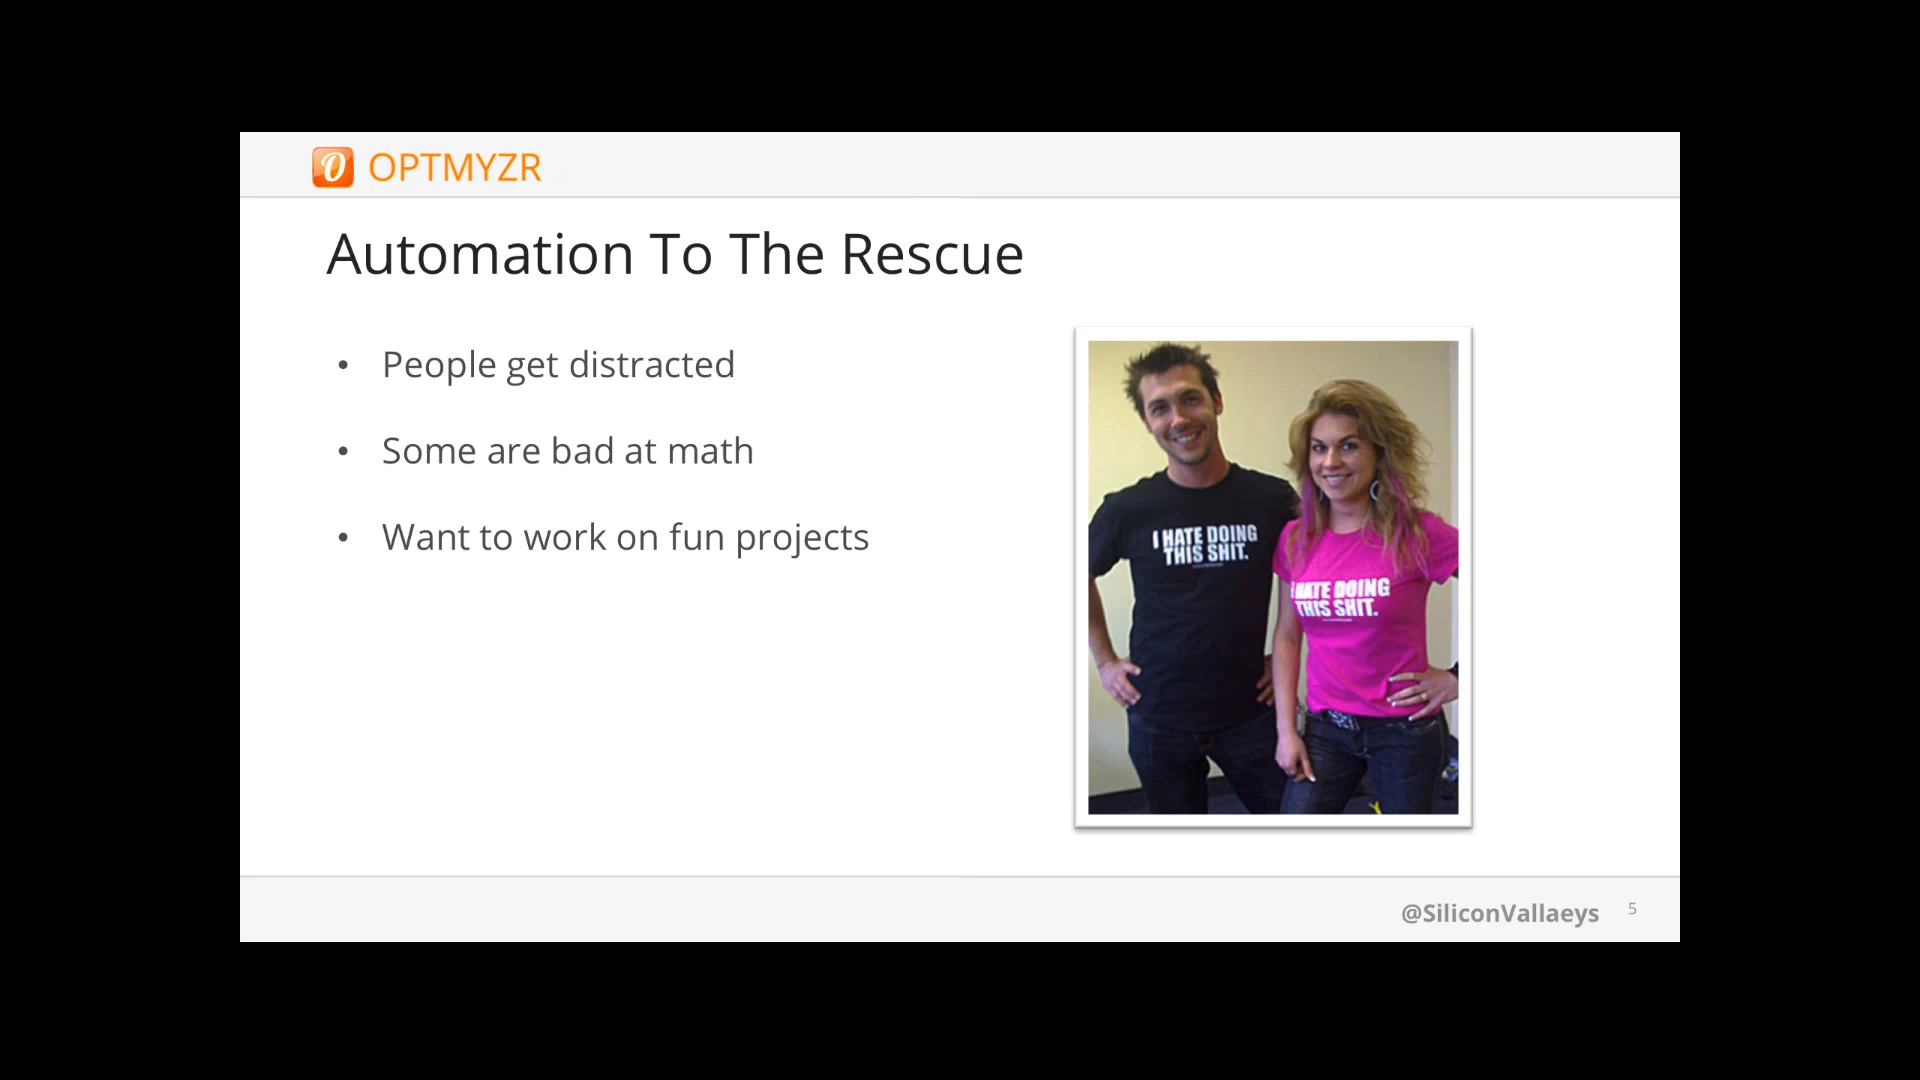 OPTMYZR
Automation To The Rescue
• People get distracted
• Some are bad at math
• Want to work on fun projects
I HATE DOING
THIS SHIT.
I HATE DOING
THIS SHIT.
@SiliconVallaeys 5